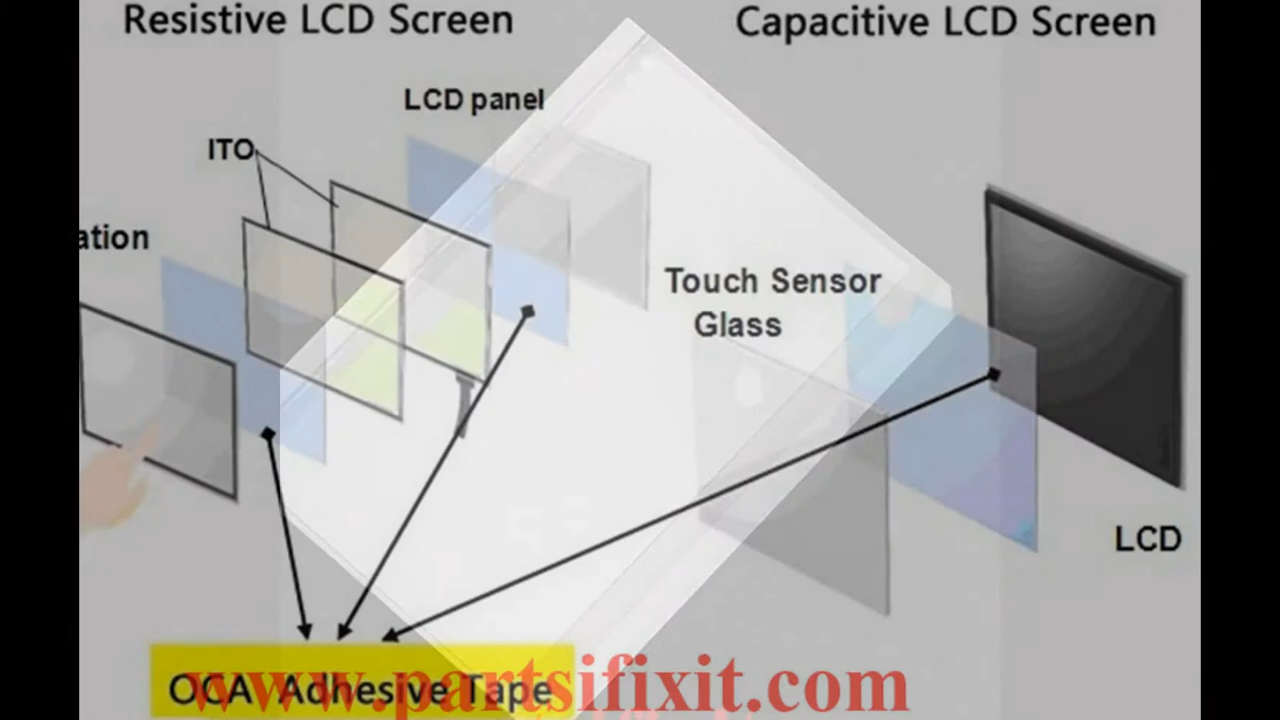 Resistive LCD Screen
Capacitive LCD Screen
LCD panel
ITO
ation
Touch Sensor
Glass
LCD
OCA Adhesive Tape
www.partsifixit.com